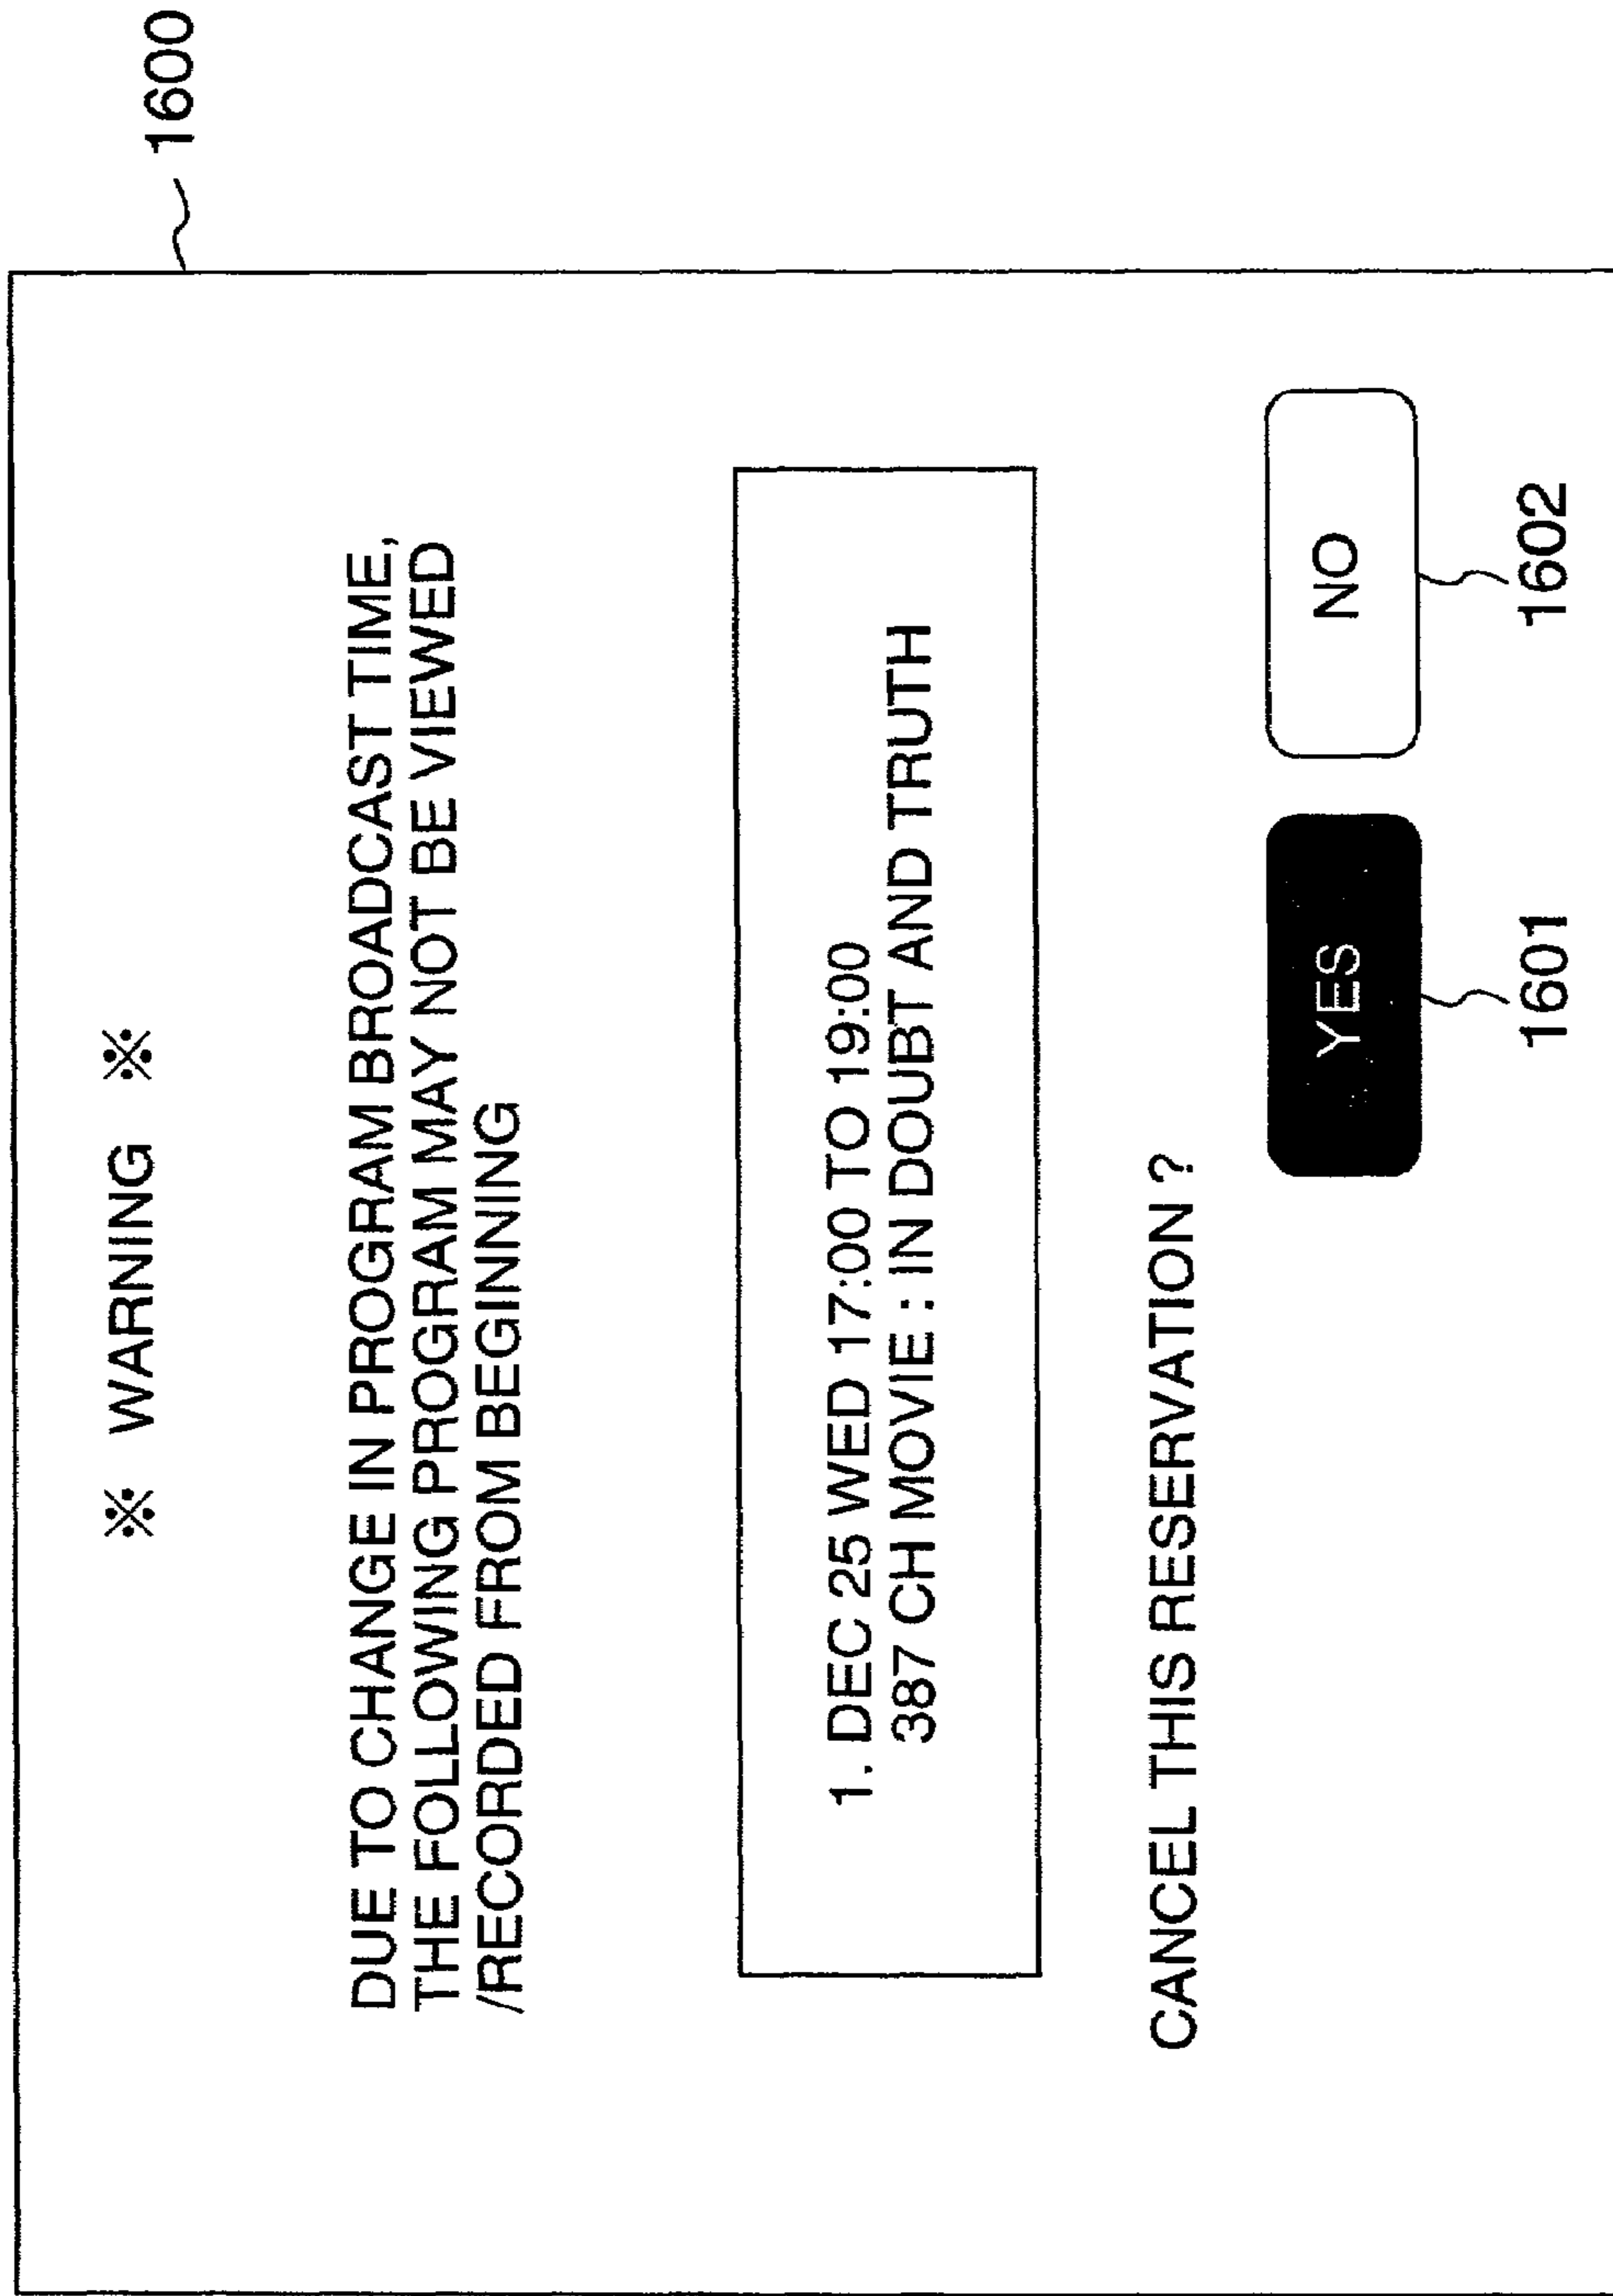 1600
※ WARNING ※
DUE TO CHANGE IN PROGRAM BROADCAST TIME,
THE FOLLOWING PROGRAM MAY NOT BE VIEWED
/RECORDED FROM BEGINNING
1. DEC 25 WED 17:00 TO 19:00
387 CH MOVIE : IN DOUBT AND TRUTH
CANCEL THIS RESERVATION ?
YES
NO
1601
1602